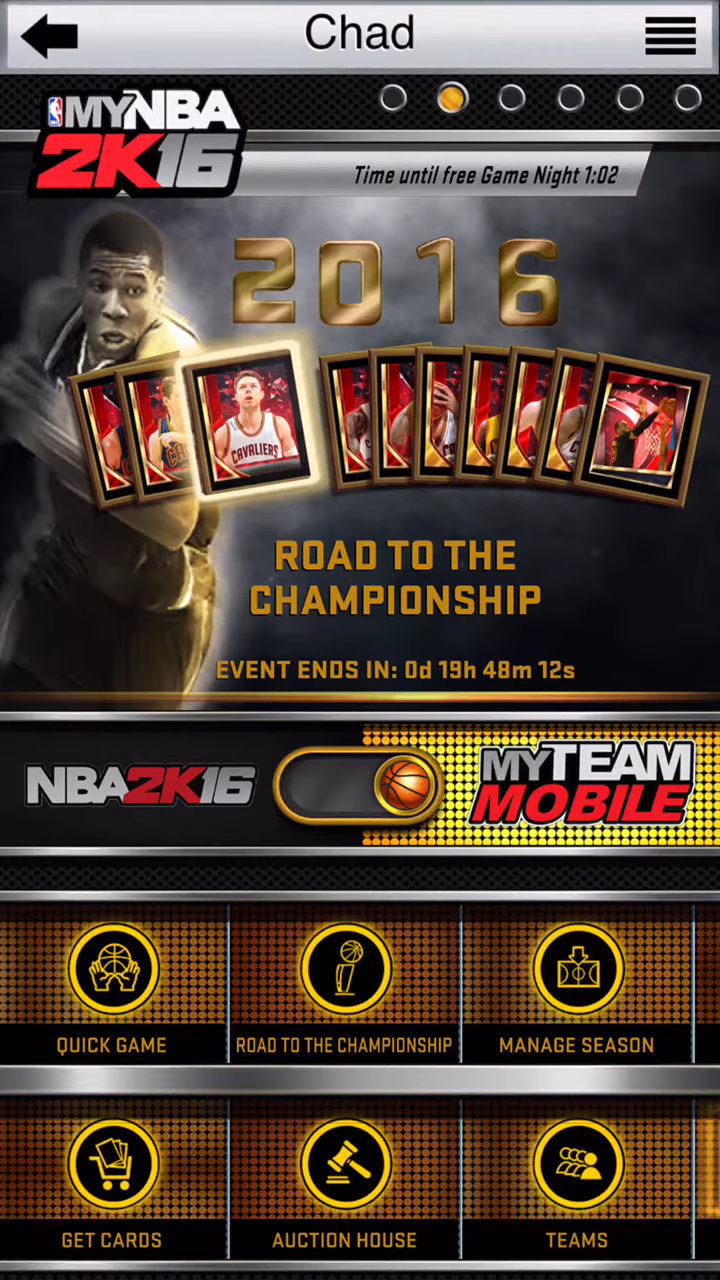 Chad
MYNBA
2K16
Time until free Game Night 1:02
2016
CAVALIERS
ROAD TO THE
CHAMPIONSHIP
EVENT ENDS IN: 0d 19h 48m 12s
NBA2K16
MYTEAM
MOBILE
QUICK GAME
ROAD TO THE CHAMPIONSHIP
MANAGE SEASON
GET CARDS
AUCTION HOUSE
TEAMS